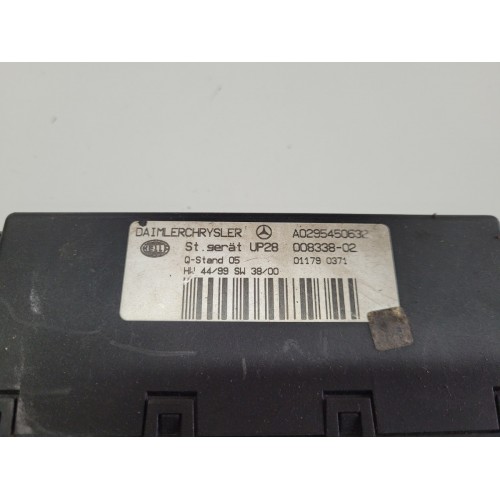 DAIMLERCHRYSLER A0295450632
HELLA St.gerät UP28 008338-02
Q-Stand 05 01179 0371
HW 44/99 SW 38/00